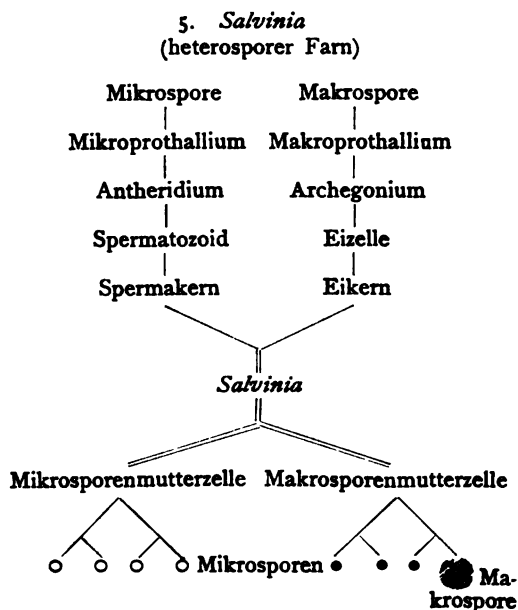 5. Salvinia
(heterosporer Farn)
Mikrospore Makrospore
Mikroprothallium Makroprothallium
Antheridium Archegonium
Spermatozoid Eizelle
Spermakern Eikern
Salvinia
Mikrosporenmutterzelle Makrosporenmutterzelle
Mikrosporen
Ma-
krospore